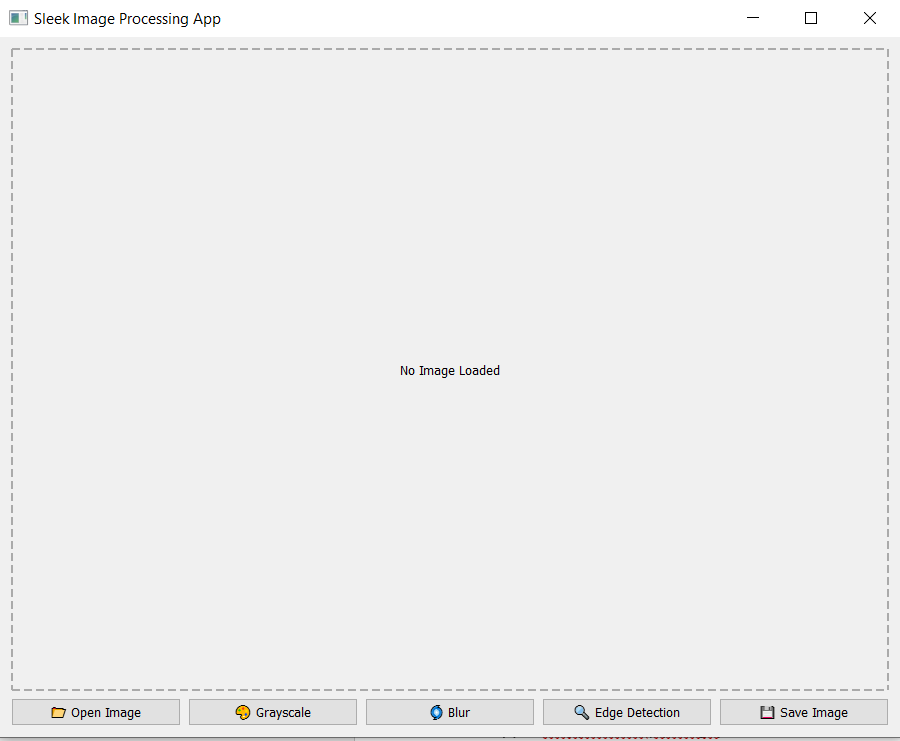 Sleek Image Processing App
No Image Loaded
Open Image
Grayscale
Blur
Edge Detection
Save Image